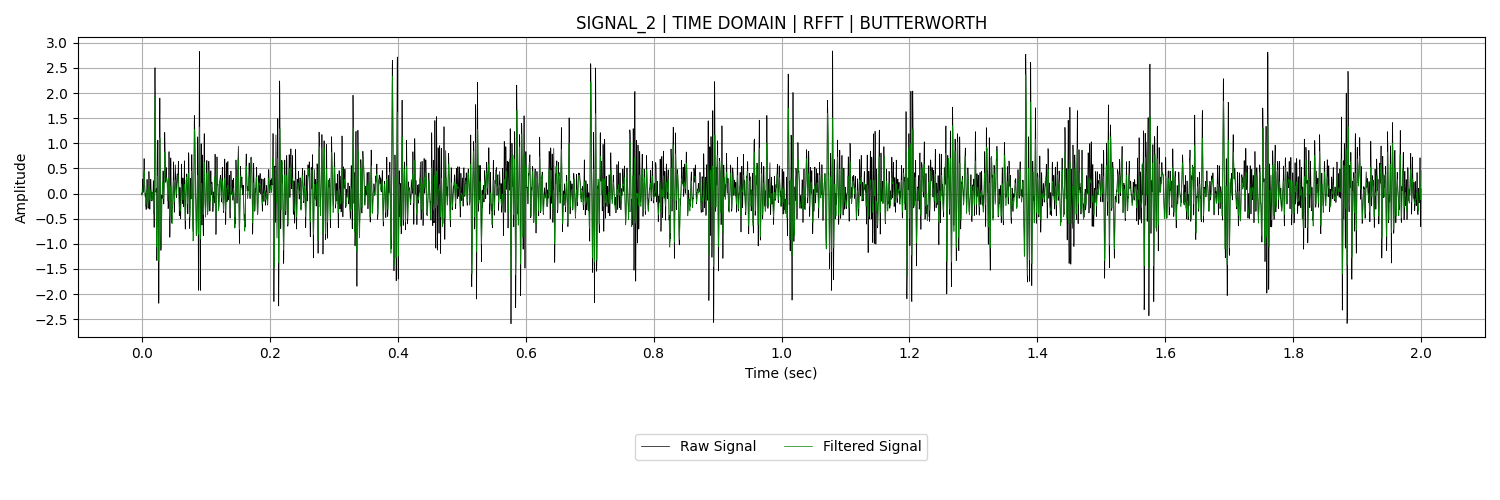 SIGNAL_2 | TIME DOMAIN | RFFT | BUTTERWORTH
3.0
2.5
2.0
1.5
1.0
0.5
0.0
−0.5
−1.0
−1.5
−2.0
−2.5
Amplitude
0.0 0.2 0.4 0.6 0.8 1.0 1.2 1.4 1.6 1.8 2.0
Time (sec)
Raw Signal Filtered Signal